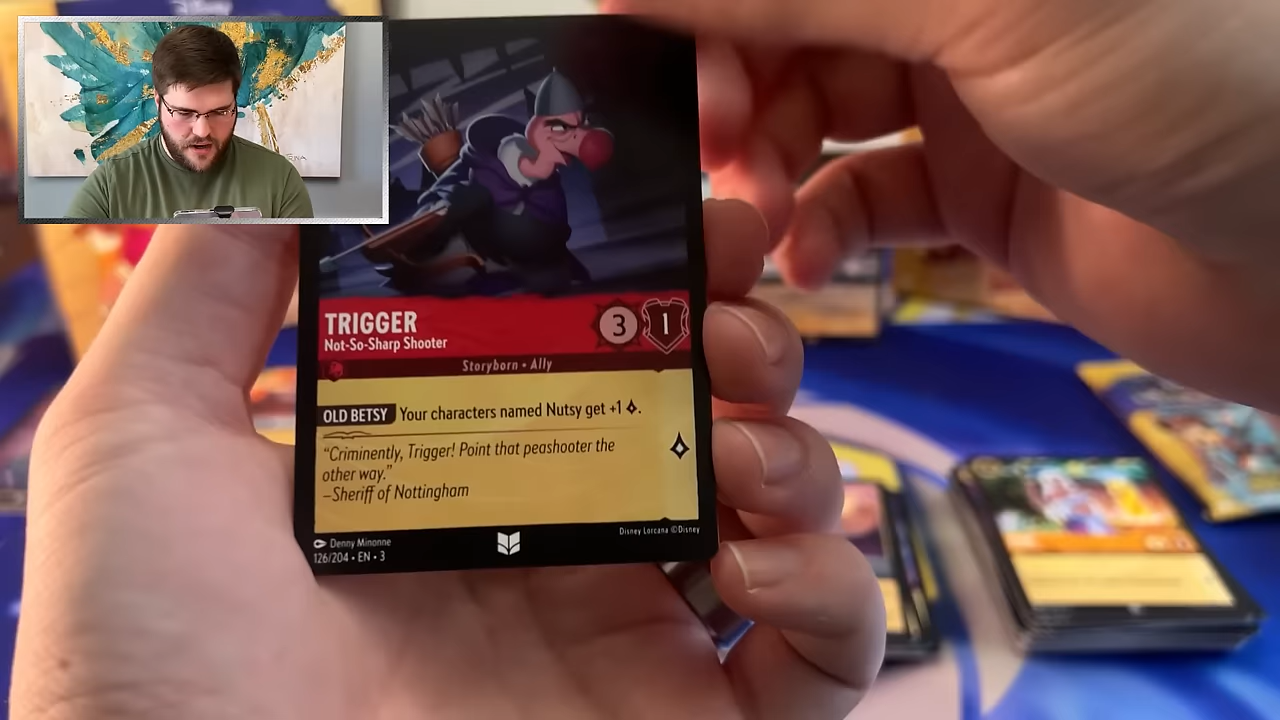 TRIGGER
Not-So-Sharp Shooter
3 1
Storyborn • Ally
OLD BETSY Your characters named Nutsy get +1
“Criminently, Trigger! Point that peashooter the
other way.”
–Sheriff of Nottingham
Denny Minonne
126/204 • EN • 3
Disney Lorcana ©Disney